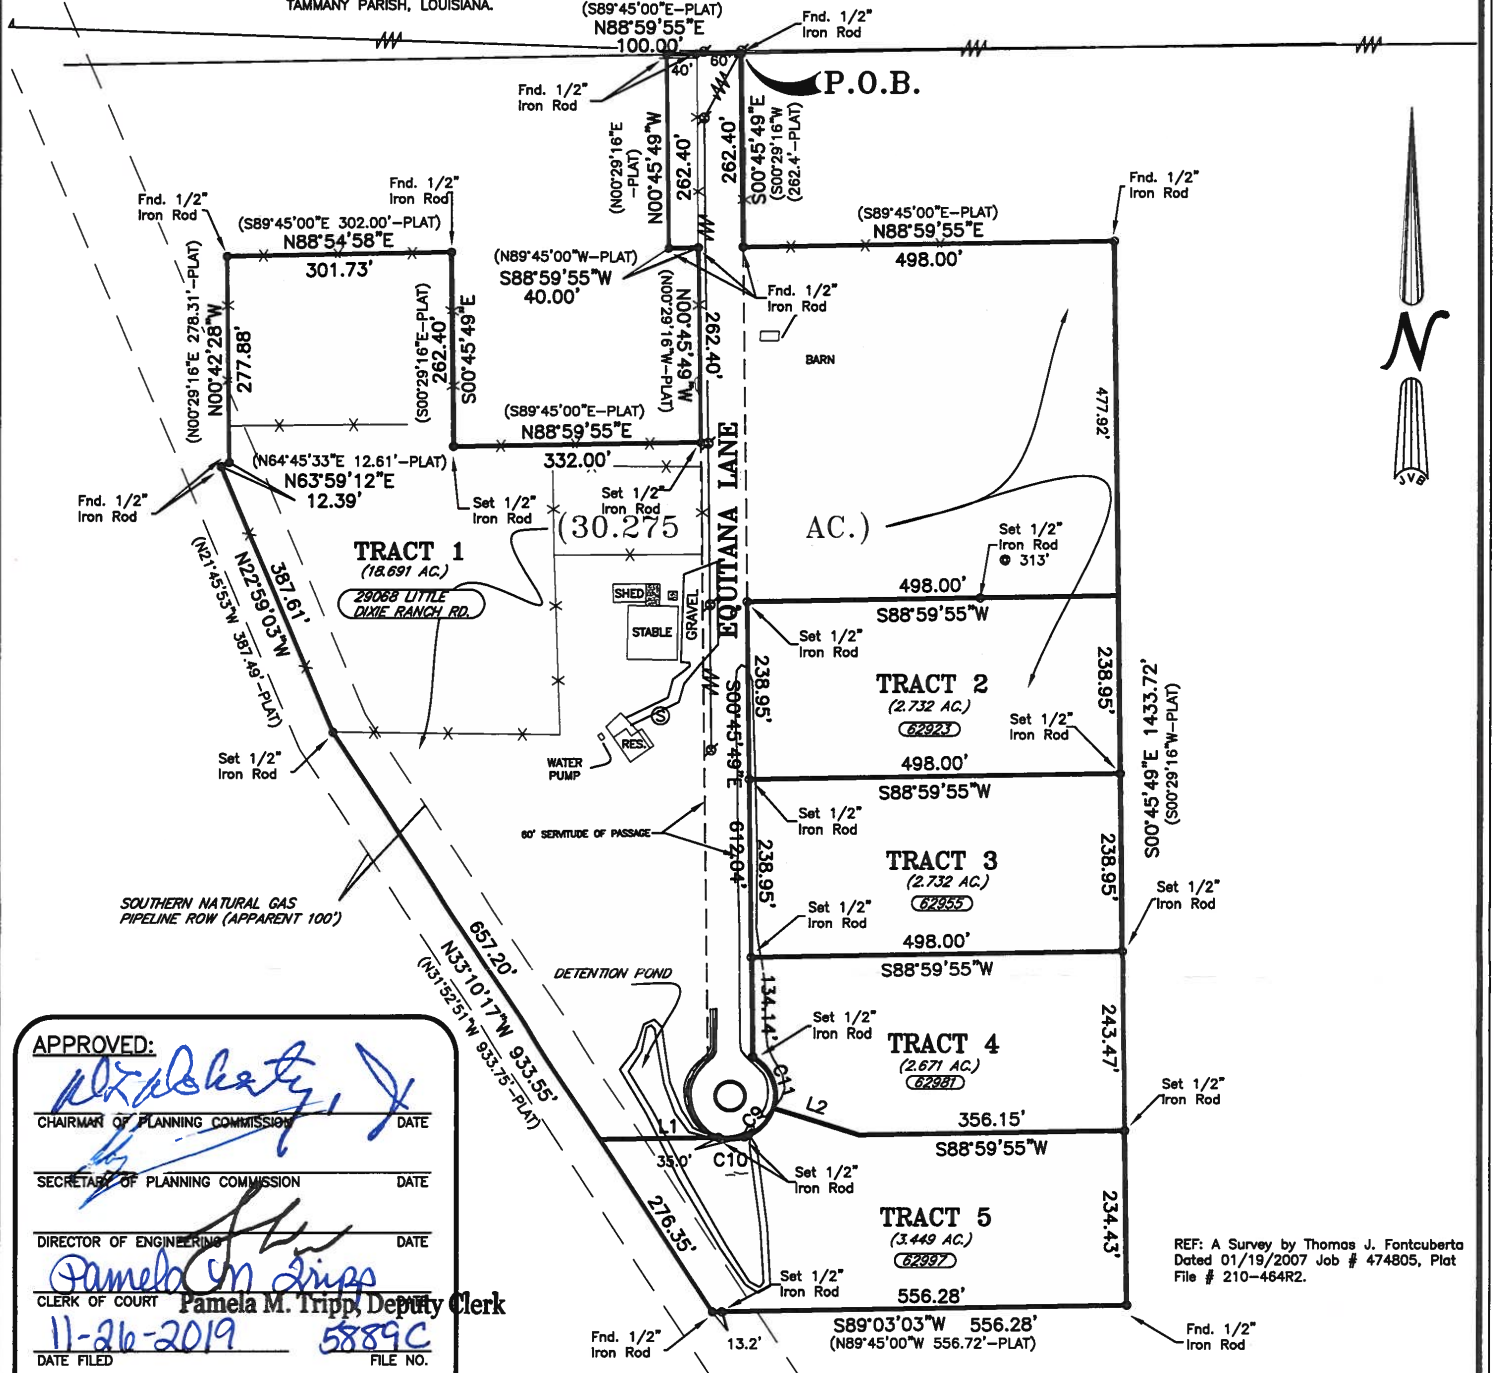 TAMMANY PARISH, LOUISIANA.
(S89°45'00"E-PLAT)
N88°59'55"E
100.00'
40'
60'
Fnd. 1/2"
Iron Rod
P.O.B.
Fnd. 1/2"
Iron Rod
(N00°29'16"E
-PLAT)
N00°45'49"W
262.40'
262.40'
S00°45'49"E
(S00°29'16"W
(262.4'-PLAT)
Fnd. 1/2"
Iron Rod
Fnd. 1/2"
Iron Rod
Fnd. 1/2"
Iron Rod
(S89°45'00"E 302.00'-PLAT)
N88°54'58"E
301.73'
(N89°45'00"W-PLAT)
S88°59'55"W
40.00'
(S89°45'00"E-PLAT)
N88°59'55"E
498.00'
Fnd. 1/2"
Iron Rod
BARN
(N00°29'16"E 278.31'-PLAT)
N00°42'28"W
277.88'
(S00°29'16"E-PLAT)
262.40'
S00°45'49"E
(N00°29'16"W-PLAT)
N00°45'49"W
262.40'
477.92'
N
JVB
(S89°45'00"E-PLAT)
N88°59'55"E
332.00'
(N64°45'33"E 12.61'-PLAT)
N63°59'12"E
12.39'
Fnd. 1/2"
Iron Rod
Set 1/2"
Iron Rod
Set 1/2"
Iron Rod
(30.275 AC.)
EQUITANA LANE
Set 1/2"
Iron Rod
@ 313'
TRACT 1
(18.691 AC.)
29068 LITTLE
DIXIE RANCH RD.
387.61'
N22°59'03"W
(N21°45'53"W 387.49'-PLAT)
SHED
STABLE
GRAVEL
498.00'
S88°59'55"W
Set 1/2"
Iron Rod
238.95'
TRACT 2
(2.732 AC.)
62923
238.95'
S00°45'49"E 1433.72'
(S00°29'16"W-PLAT)
Set 1/2"
Iron Rod
S
RES.
WATER
PUMP
Set 1/2"
Iron Rod
S00°45'49"E 612.04'
498.00'
S88°59'55"W
Set 1/2"
Iron Rod
60' SERVITUDE OF PASSAGE
238.95'
TRACT 3
(2.732 AC.)
62955
238.95'
Set 1/2"
Iron Rod
SOUTHERN NATURAL GAS
PIPELINE ROW (APPARENT 100')
Set 1/2"
Iron Rod
498.00'
S88°59'55"W
657.20'
N33°10'17"W 933.55'
(N31°52'51"W 933.75'-PLAT)
DETENTION POND
134.14'
Set 1/2"
Iron Rod
TRACT 4
(2.671 AC.)
62981
243.47'
Set 1/2"
Iron Rod
C11
L2
C9
L1
35.0'
C10
356.15'
S88°59'55"W
Set 1/2"
Iron Rod
276.35'
TRACT 5
(3.449 AC.)
62997
234.43'
REF: A Survey by Thomas J. Fontcuberta
Dated 01/19/2007 Job # 474805, Plat
File # 210-464R2.
Set 1/2"
Iron Rod
556.28'
S89°03'03"W 556.28'
(N89°45'00"W 556.72'-PLAT)
13.2'
Fnd. 1/2"
Iron Rod
Fnd. 1/2"
Iron Rod
APPROVED:
CHAIRMAN OF PLANNING COMMISSION DATE
SECRETARY OF PLANNING COMMISSION DATE
DIRECTOR OF ENGINEERING DATE
Pamela M Tripp
CLERK OF COURT
Pamela M. Tripp, Deputy Clerk
11-26-2019 5889C
DATE FILED FILE NO.